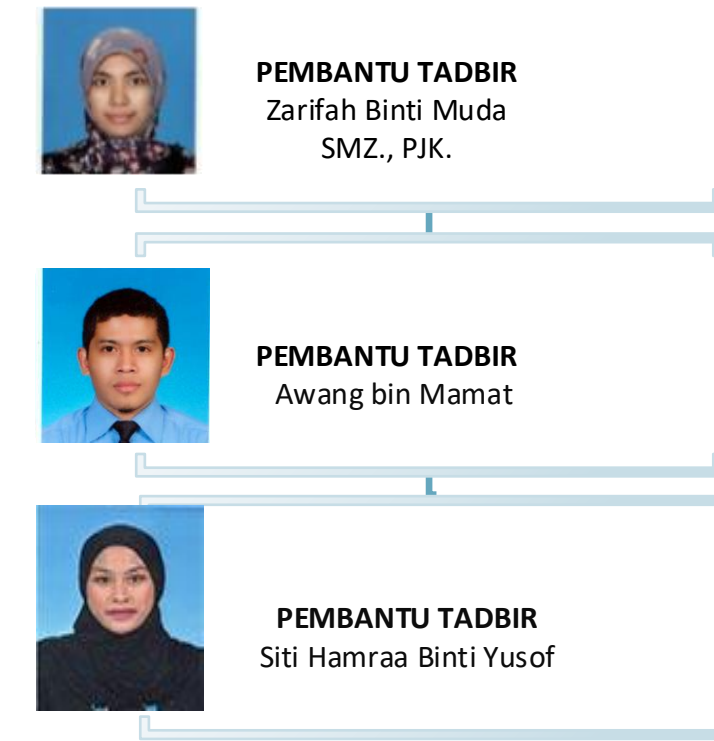 PEMBANTU TADBIR
Zarifah Binti Muda
SMZ., PJK.
PEMBANTU TADBIR
Awang bin Mamat
PEMBANTU TADBIR
Siti Hamraa Binti Yusof